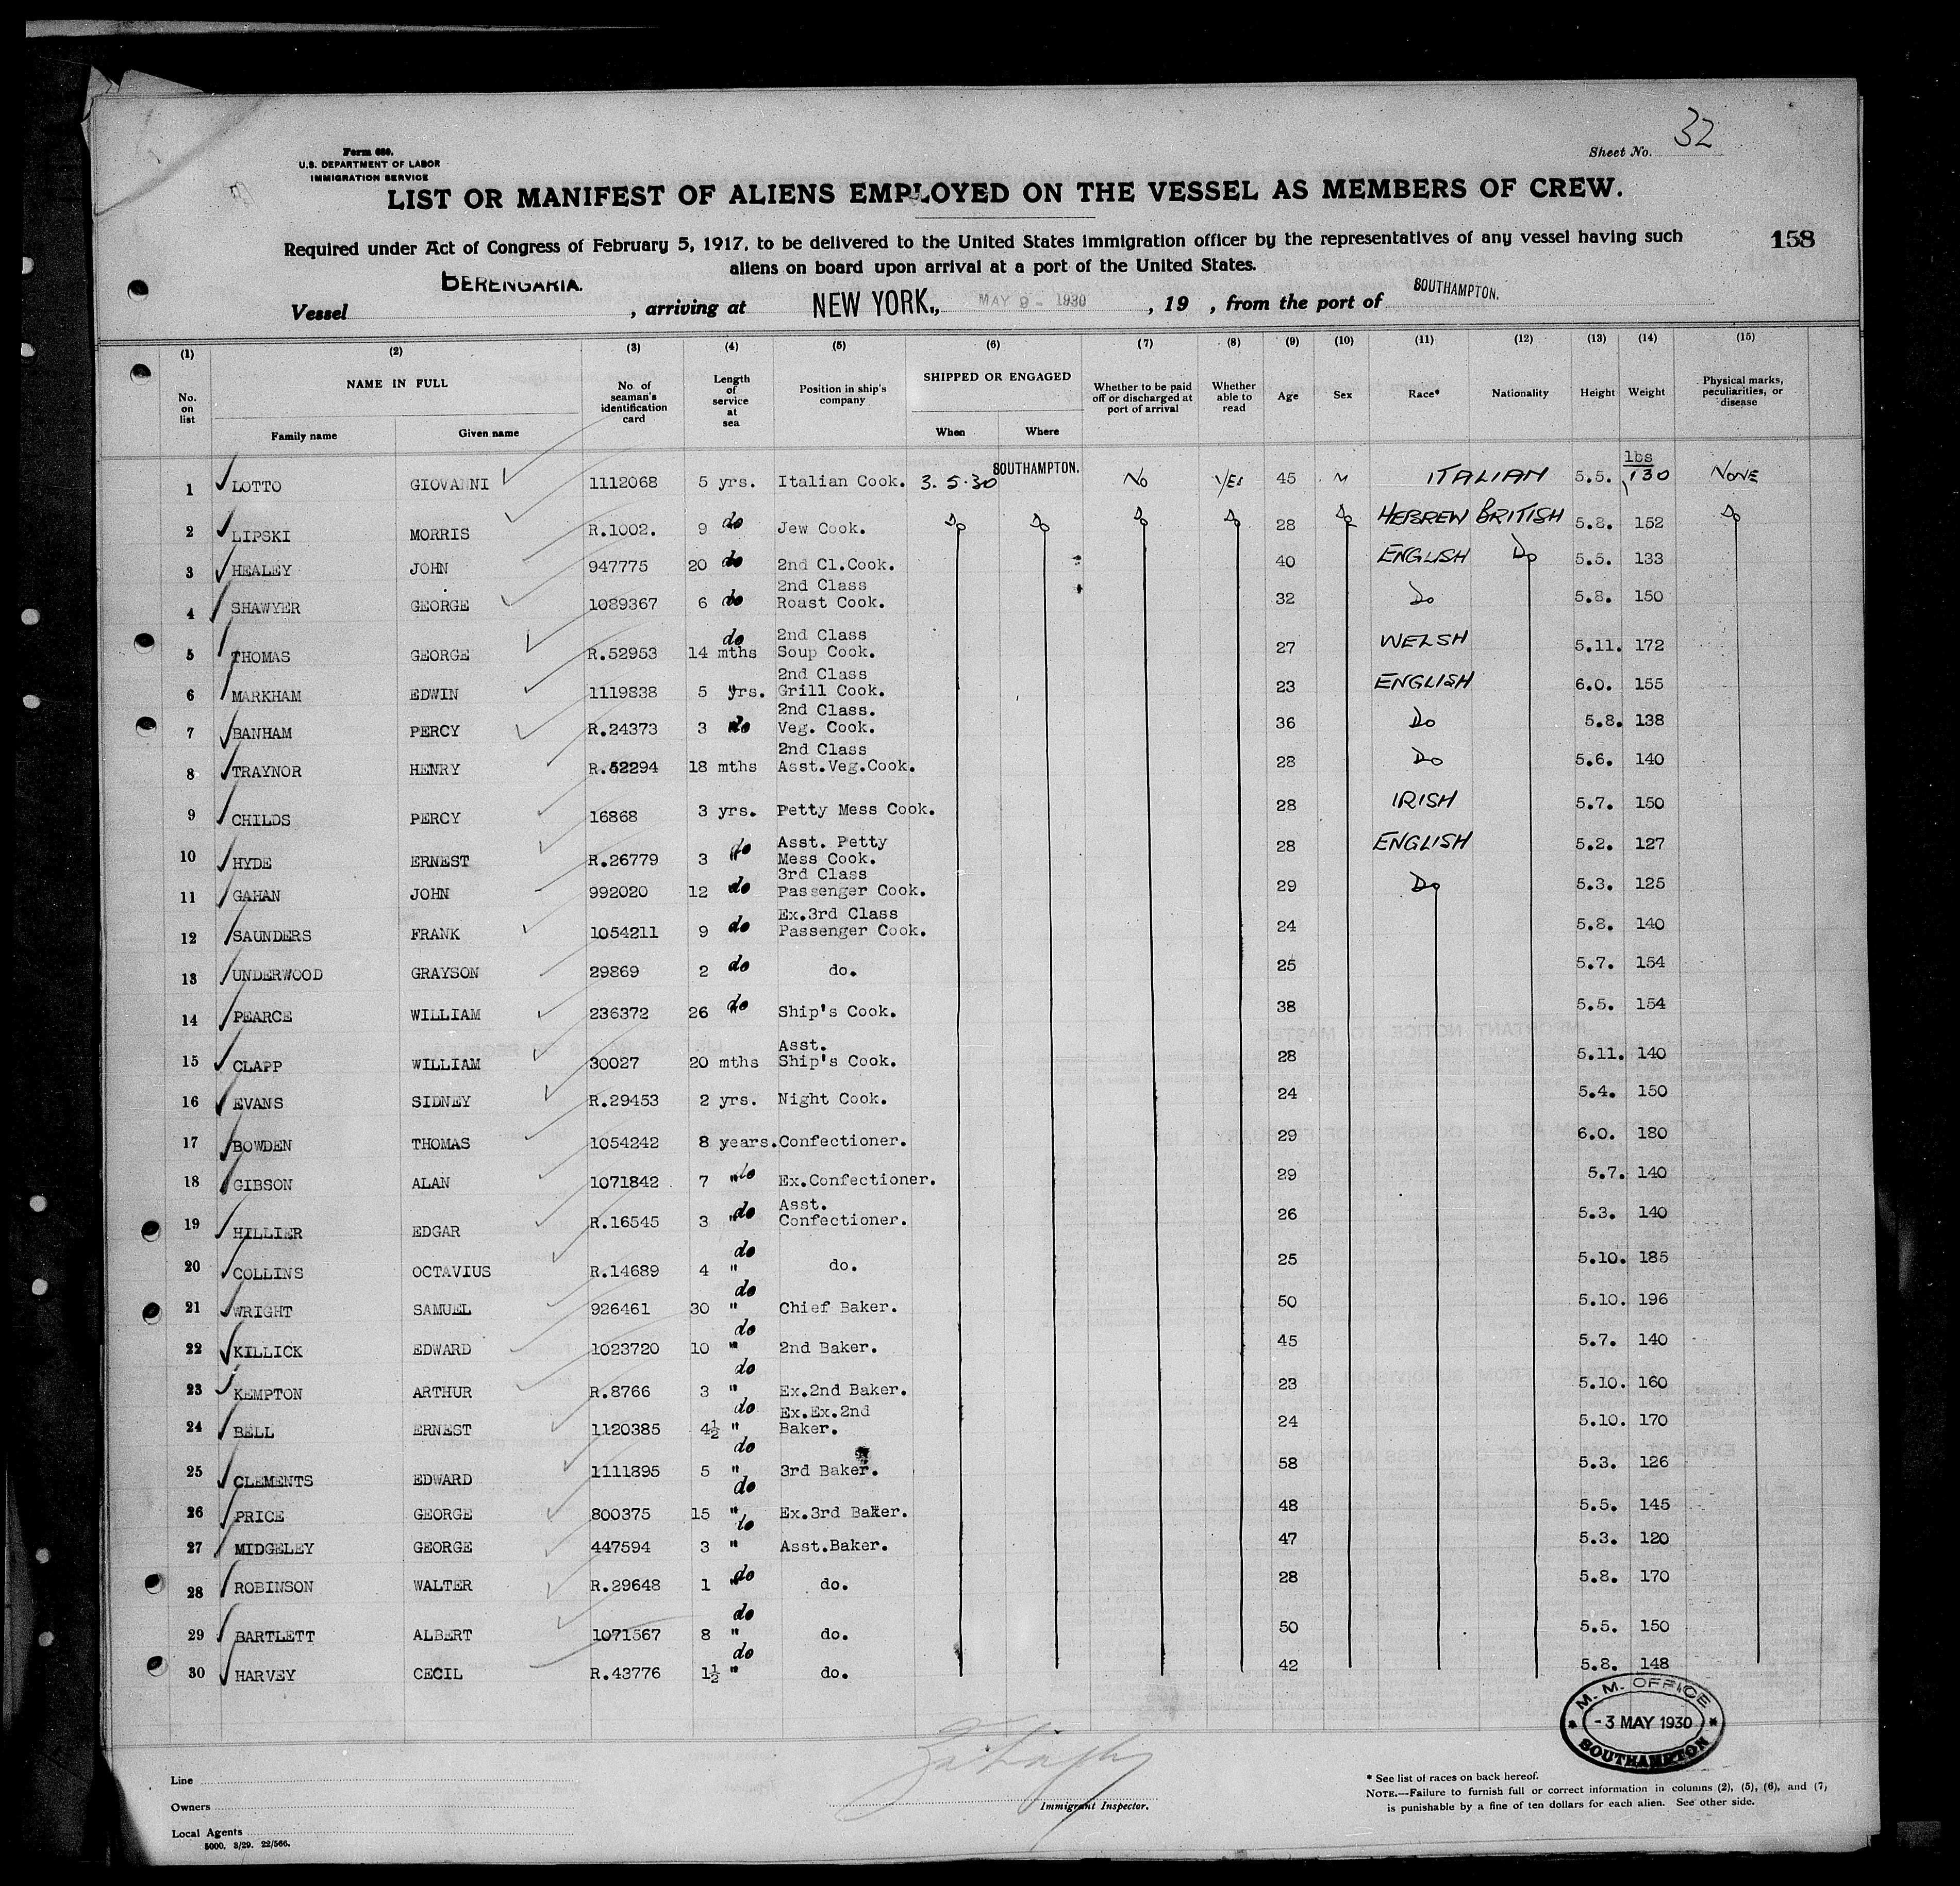 32
Sheet No.
Form 680.
U.S. DEPARTMENT OF LABOR
IMMIGRATION SERVICE
LIST OR MANIFEST OF ALIENS EMPLOYED ON THE VESSEL AS MEMBERS OF CREW.
Required under Act of Congress of February 5, 1917, to be delivered to the United States immigration officer by the representatives of any vessel having such
158
aliens on board upon arrival at a port of the United States.
Vessel BERENGARIA. , arriving at NEW YORK., MAY 9 - 1930 , 19 , from the port of SOUTHAMPTON.
(1) (2) (3) (4) (5) (6) (7) (8) (9) (10) (11) (12) (13) (14) (15)
No. on list NAME IN FULL Family name Given name No. of seaman's identification card Length of service at sea Position in ship's company SHIPPED OR ENGAGED When Where Whether to be paid off or discharged at port of arrival Whether able to read Age Sex Race* Nationality Height Weight Physical marks, peculiarities, or disease
1 LOTTO GIOVANNI 1112068 5 yrs. Italian Cook. 3.5.30 SOUTHAMPTON. No Yes 45 M ITALIAN 5.5. lbs 130 NONE
2 LIPSKI MORRIS R.1002. 9 do Jew Cook. Do Do Do Do 28 Do HEBREW BRITISH 5.8. 152 Do
3 HEALEY JOHN 947775 20 do 2nd Cl.Cook. 40 ENGLISH Do 5.5. 133
4 SHAWYER GEORGE 1089367 6 do 2nd Class Roast Cook. 32 Do 5.8. 150
5 THOMAS GEORGE R.52953 14 do mths 2nd Class Soup Cook. 27 WELSH 5.11. 172
6 MARKHAM EDWIN 1119838 5 yrs. 2nd Class Grill Cook. 23 ENGLISH 6.0. 155
7 BANHAM PERCY R.24373 3 do 2nd Class. Veg. Cook. 36 Do 5.8. 138
8 TRAYNOR HENRY R.52294 18 mths 2nd Class Asst.Veg.Cook. 28 Do 5.6. 140
9 CHILDS PERCY 16868 3 yrs. Petty Mess Cook. 28 IRISH 5.7. 150
10 HYDE ERNEST R.26779 3 do " Asst. Petty Mess Cook. 28 ENGLISH 5.2. 127
11 GAHAN JOHN 992020 12 do 3rd Class Passenger Cook. 29 Do 5.3. 125
12 SAUNDERS FRANK 1054211 9 do Ex.3rd Class Passenger Cook. 24 5.8. 140
13 UNDERWOOD GRAYSON 29869 2 do do. 25 5.7. 154
14 PEARCE WILLIAM 236372 26 do " Ship's Cook. 38 5.5. 154
15 CLAPP WILLIAM 30027 20 mths Asst. Ship's Cook. 28 5.11. 140
16 EVANS SIDNEY R.29453 2 yrs. Night Cook. 24 5.4. 150
17 BOWDEN THOMAS 1054242 8 years. Confectioner. 29 6.0. 180
18 GIBSON ALAN 1071842 7 " do Ex.Confectioner. 29 5.7. 140
19 HILLIER EDGAR R.16545 3 " do Asst. Confectioner. 26 5.3. 140
20 COLLINS OCTAVIUS R.14689 4 do " do. 25 5.10. 185
21 WRIGHT SAMUEL 926461 30 do " Chief Baker. 50 5.10. 196
22 KILLICK EDWARD 1023720 10 do " 2nd Baker. 45 5.7. 140
23 KEMPTON ARTHUR R.8766 3 do " Ex.2nd Baker. 23 5.10. 160
24 BELL ERNEST 1120385 4½ do " Ex.Ex.2nd Baker. 24 5.10. 170
25 CLEMENTS EDWARD 1111895 5 do " 3rd Baker. 58 5.3. 126
26 PRICE GEORGE 800375 15 do " Ex.3rd Baker. 48 5.5. 145
27 MIDGELEY GEORGE 447594 3 do " Asst.Baker. 47 5.3. 120
28 ROBINSON WALTER R.29648 1 " do do. 28 5.8. 170
29 BARTLETT ALBERT 1071567 8 do " do. 50 5.5. 150
30 HARVEY CECIL R.43776 1½ do " do. 42 5.8. 148
M. M. OFFICE
- 3 MAY 1930
SOUTHAMPTON
Line
Owners
Local Agents
5000. 3/29. 22/566.
Immigrant Inspector.
* See list of races on back hereof.
NOTE.—Failure to furnish full or correct information in columns (2), (5), (6), and (7)
is punishable by a fine of ten dollars for each alien. See other side.